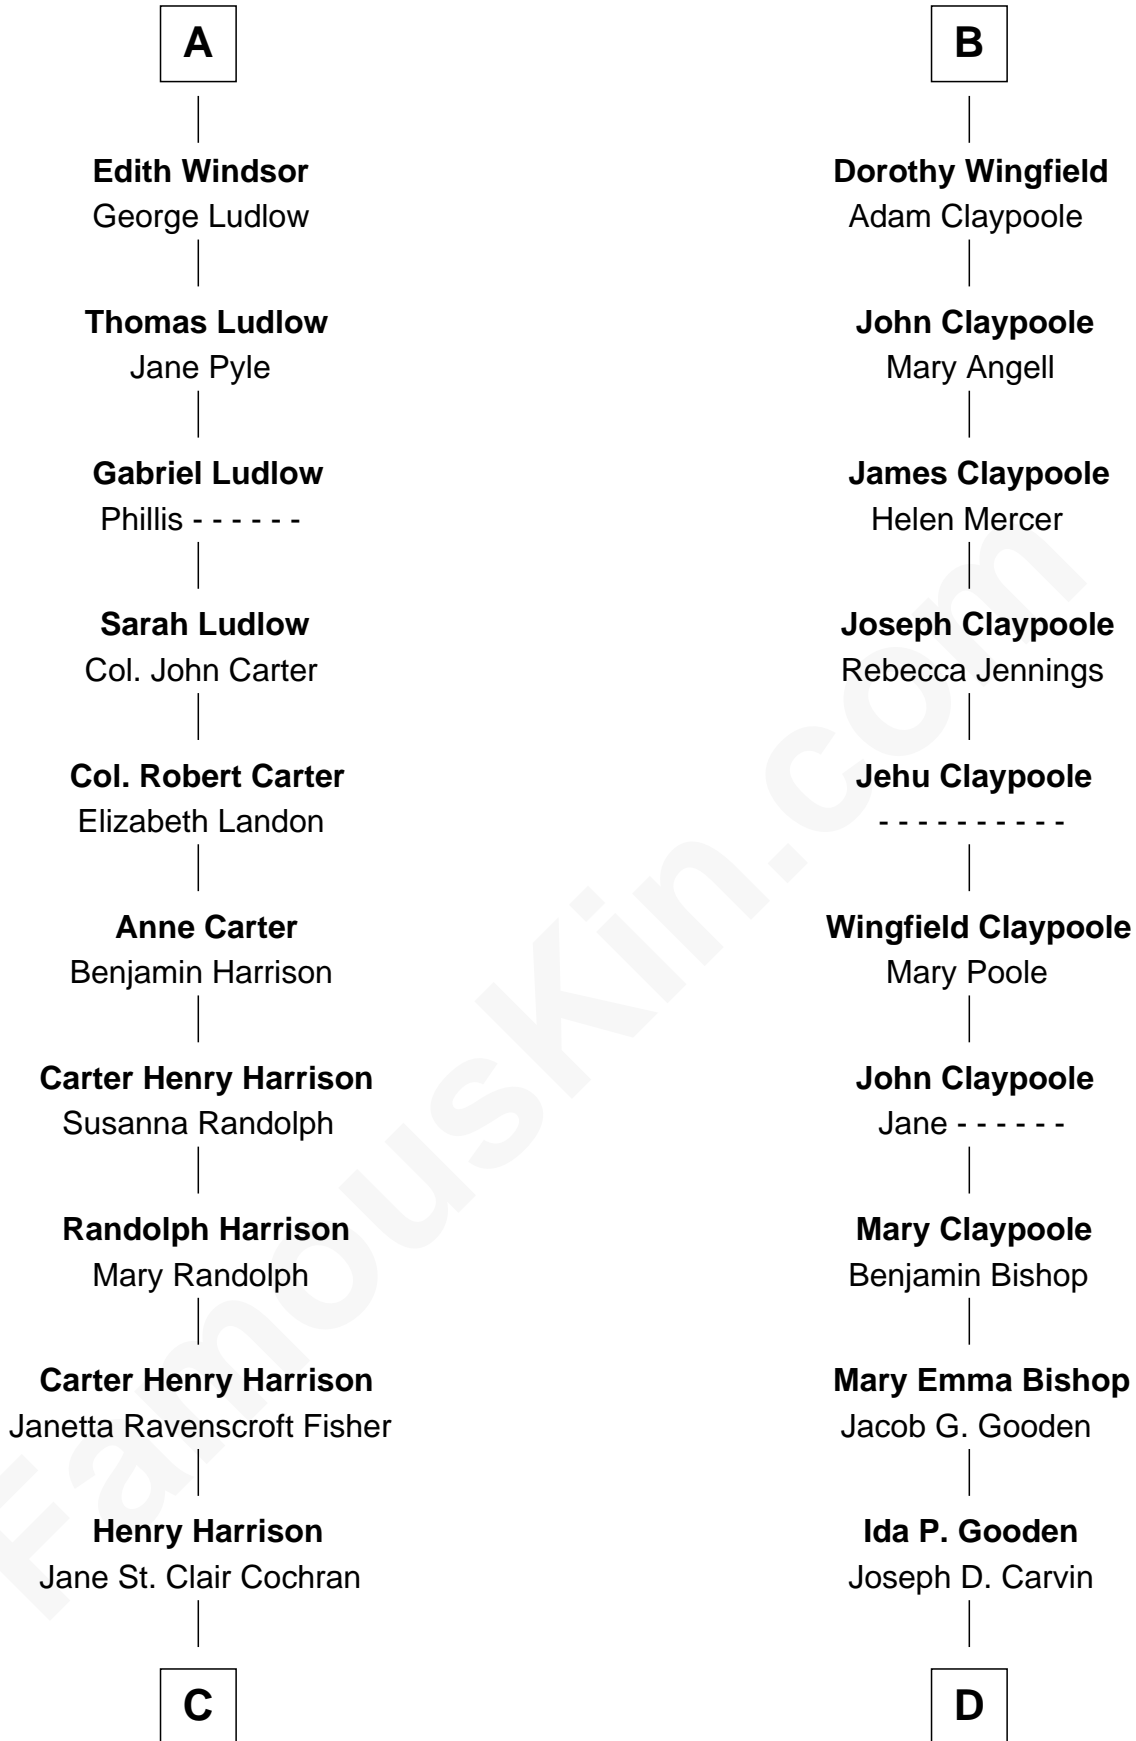 A
Edith Windsor
George Ludlow
Thomas Ludlow
Jane Pyle
Gabriel Ludlow
Phillis - - - - - -
Sarah Ludlow
Col. John Carter
Col. Robert Carter
Elizabeth Landon
Anne Carter
Benjamin Harrison
Carter Henry Harrison
Susanna Randolph
Randolph Harrison
Mary Randolph
Carter Henry Harrison
Janetta Ravenscroft Fisher
Henry Harrison
Jane St. Clair Cochran
C
B
Dorothy Wingfield
Adam Claypoole
John Claypoole
Mary Angell
James Claypoole
Helen Mercer
Joseph Claypoole
Rebecca Jennings
Jehu Claypoole
- - - - - - - - - -
Wingfield Claypoole
Mary Poole
John Claypoole
Jane - - - - - -
Mary Claypoole
Benjamin Bishop
Mary Emma Bishop
Jacob G. Gooden
Ida P. Gooden
Joseph D. Carvin
D
FamousKin.com